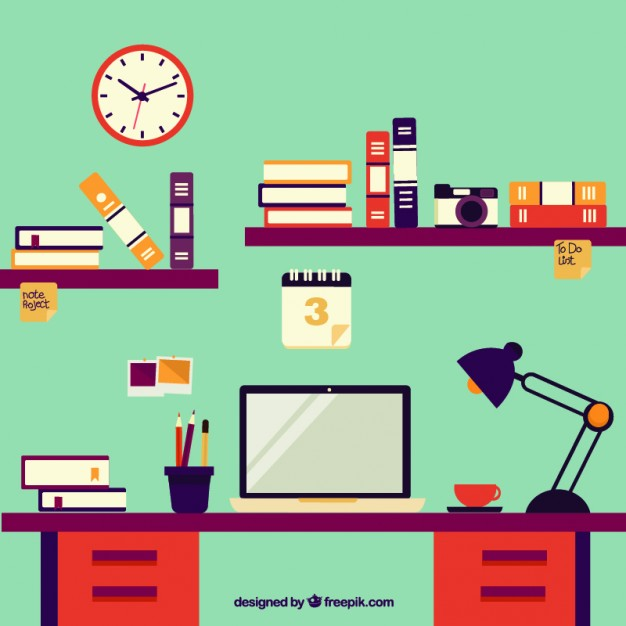 To Do
List
note
Project
3
designed by freepik.com